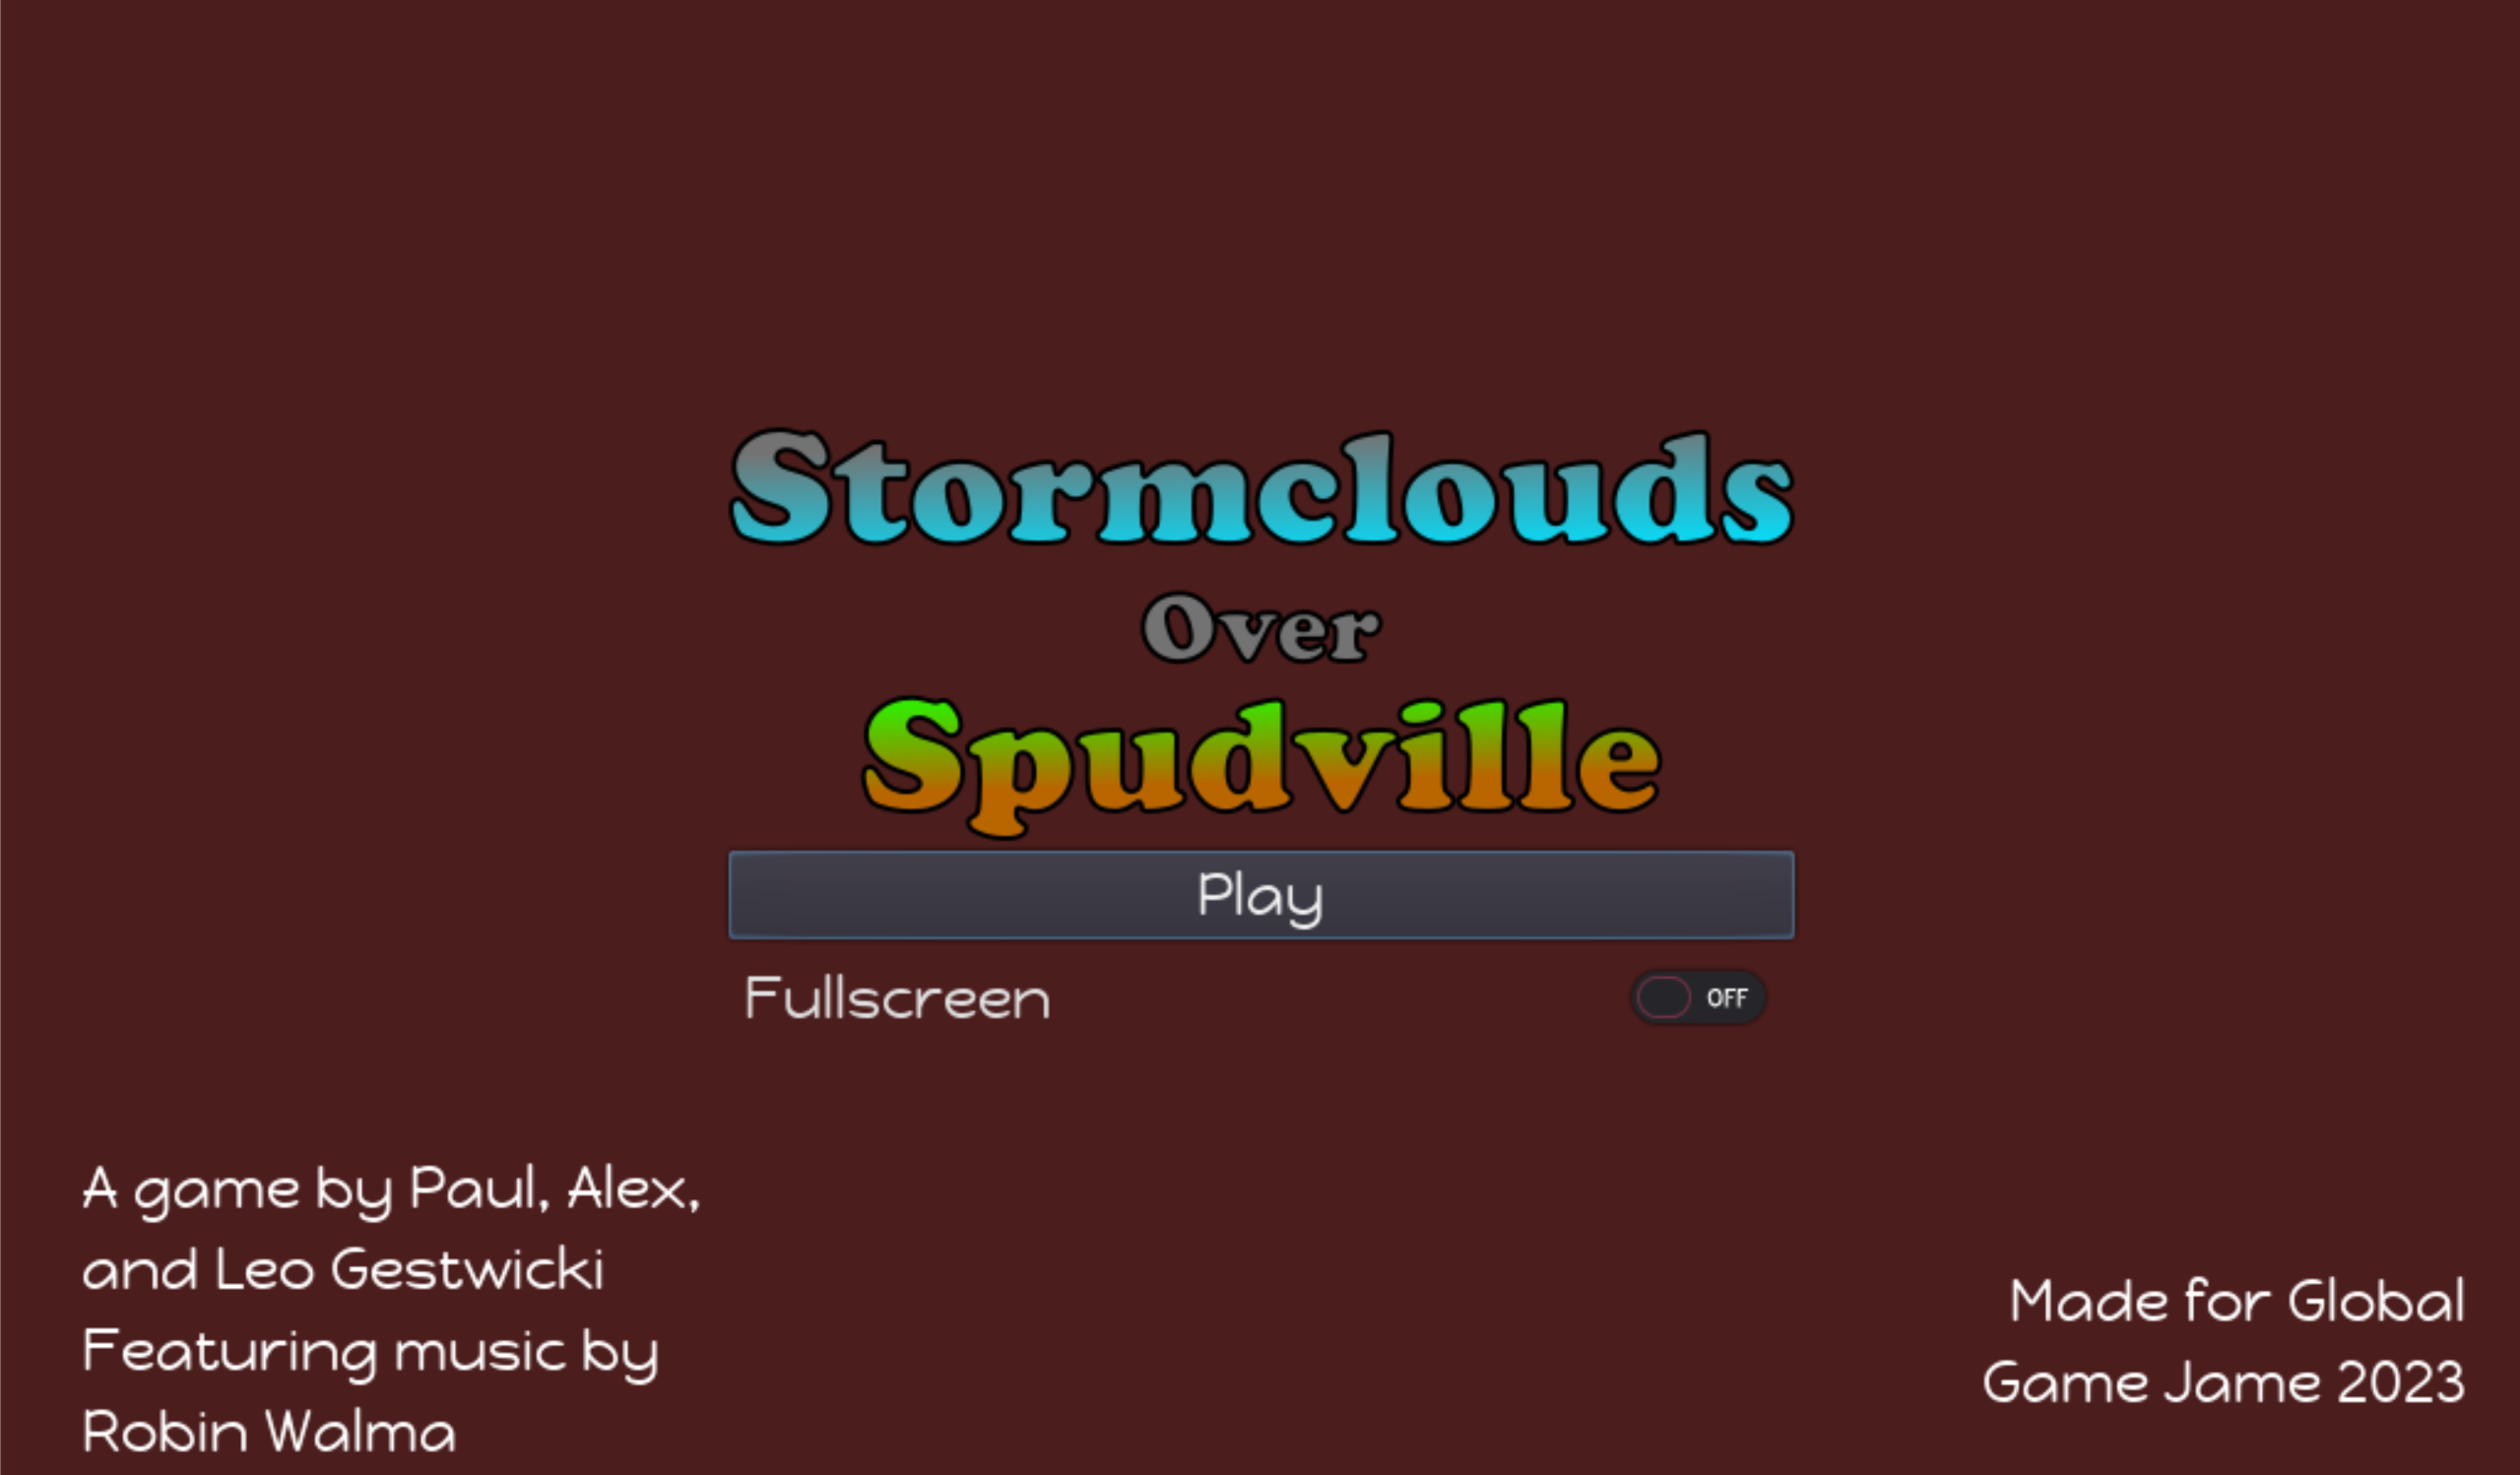 Stormclouds
Over
Spudville
Play
Fullscreen
OFF
A game by Paul, Alex,
and Leo Gestwicki
Featuring music by
Robin Walma
Made for Global
Game Jame 2023